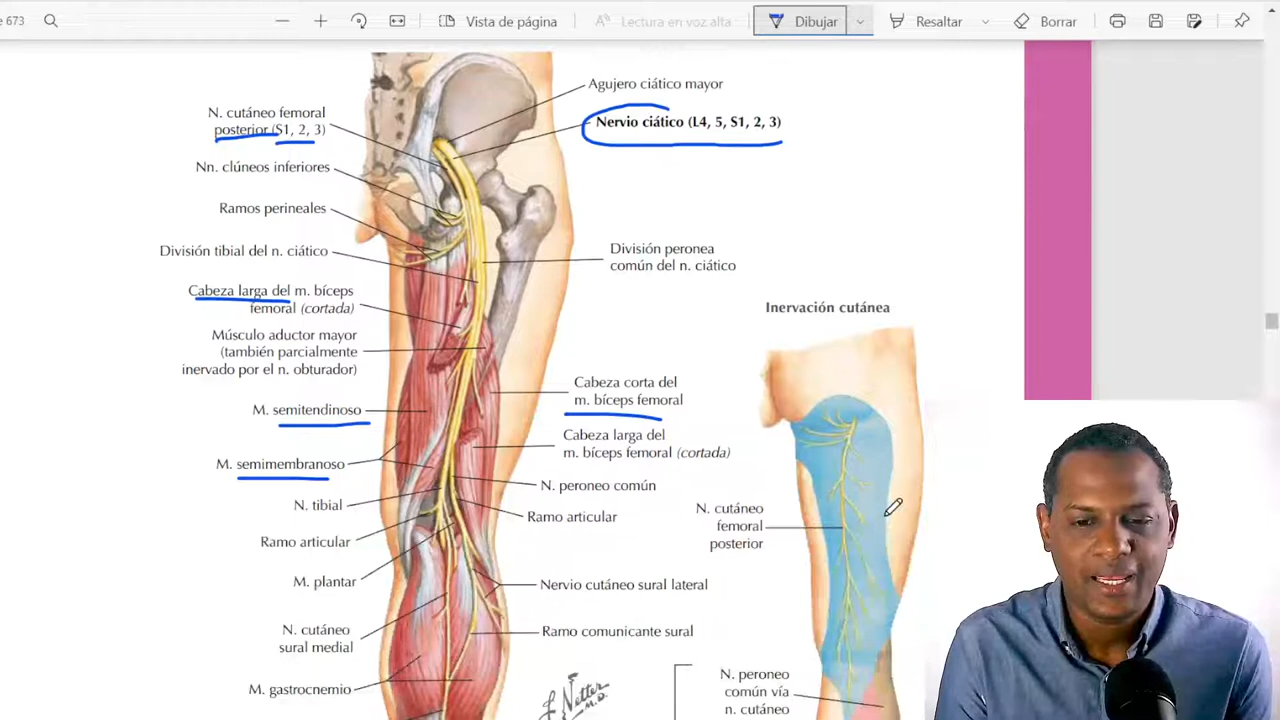 e 673
Vista de página
Lectura en voz alta
Dibujar
Resaltar
Borrar
Agujero ciático mayor
N. cutáneo femoral
posterior (S1, 2, 3)
Nervio ciático (L4, 5, S1, 2, 3)
Nn. clúneos inferiores
Ramos perineales
División tibial del n. ciático
División peronea
común del n. ciático
Cabeza larga del m. bíceps
femoral (cortada)
Inervación cutánea
Músculo aductor mayor
(también parcialmente
inervado por el n. obturador)
Cabeza corta del
m. bíceps femoral
M. semitendinoso
Cabeza larga del
m. bíceps femoral (cortada)
M. semimembranoso
N. peroneo común
N. tibial
Ramo articular
N. cutáneo
femoral
posterior
Ramo articular
M. plantar
Nervio cutáneo sural lateral
N. cutáneo
sural medial
Ramo comunicante sural
M. gastrocnemio
N. peroneo
común vía
n. cutáneo
F. Netter
M.D.